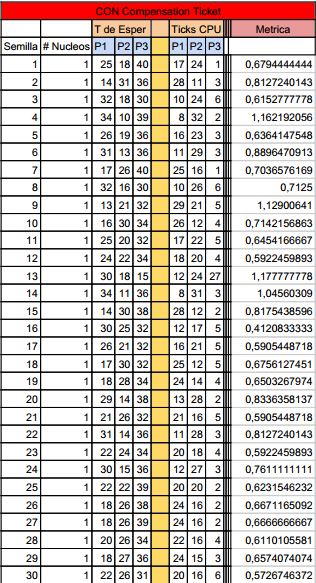 CON Compensation Ticket
T de Esper Ticks CPU Metrica
Semilla # Nucleos P1 P2 P3 P1 P2 P3
1 1 25 18 40 17 24 1 0,6794444444
2 1 14 31 36 28 11 3 0,8127243140
3 1 32 18 30 10 24 6 0,6152777778
4 1 34 10 39 8 32 2 1,162192056
5 1 26 19 36 16 23 3 0,6364147548
6 1 31 13 36 11 29 3 0,8896470913
7 1 17 26 40 25 16 1 0,7036576169
8 1 32 16 30 10 26 6 0,7125
9 1 13 21 32 29 21 5 1,12900641
10 1 16 30 34 26 12 4 0,7142156863
11 1 25 20 32 17 22 5 0,6454166667
12 1 24 22 34 18 20 4 0,5922459893
13 1 30 18 15 12 24 27 1,177777778
14 1 34 11 36 8 31 3 1,04560309
15 1 14 30 38 28 12 2 0,8175438596
16 1 30 25 32 12 17 5 0,4120833333
17 1 26 21 32 16 21 5 0,5905448718
18 1 17 30 32 25 12 5 0,6756127451
19 1 18 28 34 24 14 4 0,6503267974
20 1 29 14 38 13 28 2 0,8336358137
21 1 21 26 32 21 16 5 0,5905448718
22 1 31 14 36 11 28 3 0,8127240143
23 1 22 24 34 20 18 4 0,5922459893
24 1 30 15 36 12 27 3 0,7611111111
25 1 22 22 39 20 20 2 0,6231546232
26 1 18 26 38 24 16 2 0,6671165092
27 1 18 26 39 24 16 2 0,6666666667
28 1 20 26 34 22 16 4 0,6110105581
29 1 18 27 36 24 15 3 0,6574074074
30 1 22 26 31 20 16 6 0,5726746372